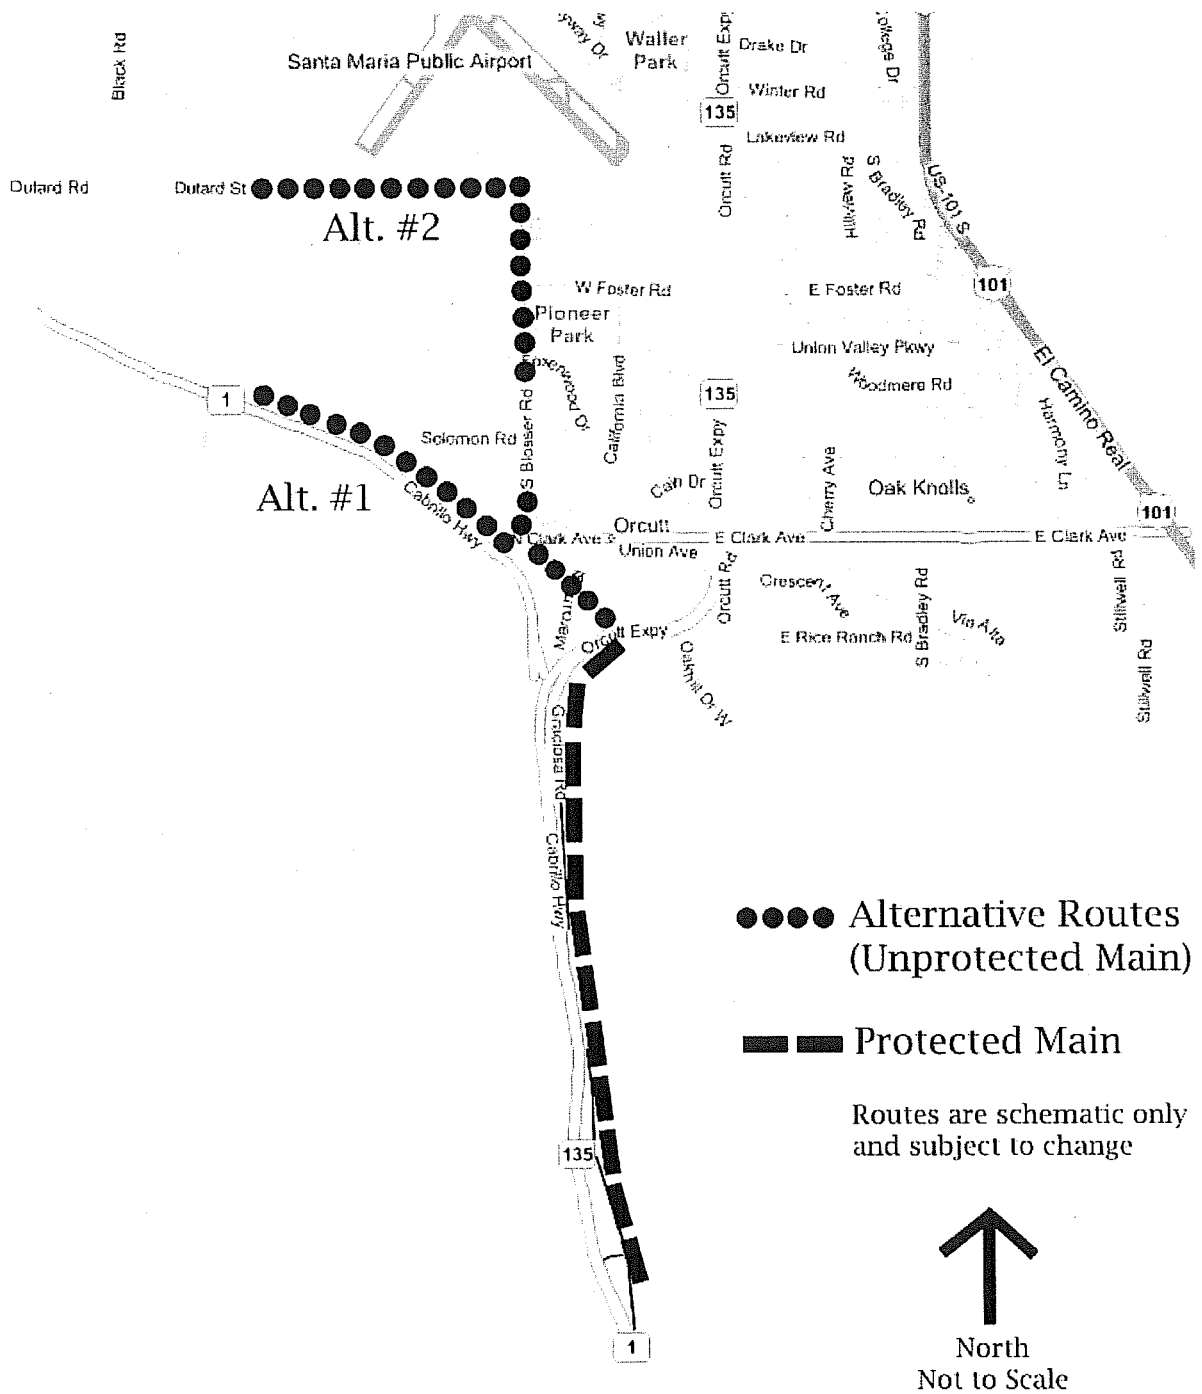 Black Rd
Santa Maria Public Airport
Waller
Park
Orcutt Expy
Drake Dr
Winter Rd
135
Lakeview Rd
Orcutt Rd
Hillview Rd
S Bradley Rd
US-101 S
Dutard Rd
Dutard St
Alt. #2
W Foster Rd
E Foster Rd
101
Pioneer
Park
Union Valley Pkwy
Woodmere Rd
El Camino Real
1
135
S Blosser Rd
California Blvd
Orcutt Expy
Harmony Ln
Solomon Rd
Alt. #1
Cabrillo Hwy
Cherry Ave
Oak Knolls
101
Orcutt
Clark Ave
Union Ave
E Clark Ave
E Clark Ave
Orcutt Rd
Crescent Ave
S Bradley Rd
Stillwell Rd
Orcutt Expy
E Rice Ranch Rd
Via Alta
Stillwell Rd
Graciosa Rd
Cabrillo Hwy
Alternative Routes
(Unprotected Main)
Protected Main
Routes are schematic only
and subject to change
135
1
North
Not to Scale